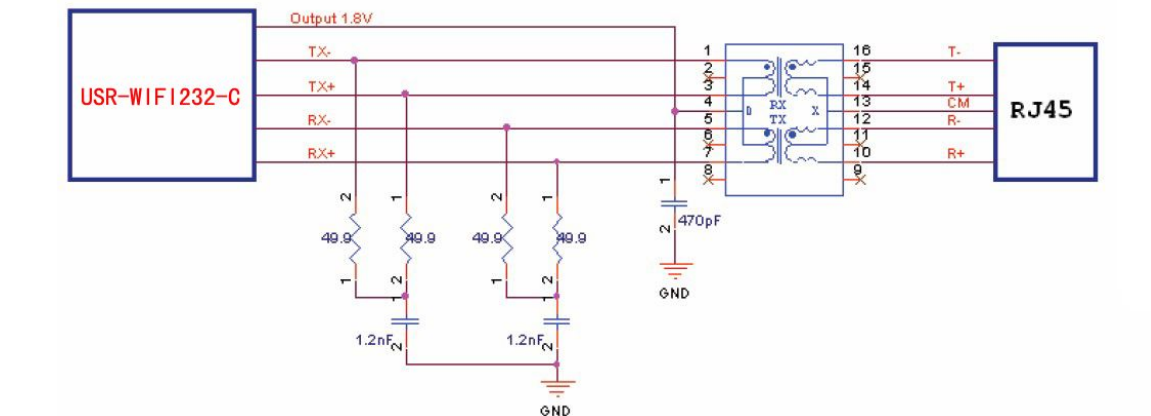 Output 1.8V
TX-
TX+
RX-
RX+
USR-WIFI232-C
1
2
3
4
5
6
7
8
D
RX
TX
X
16
15
14
13
12
11
10
9
T-
T+
CM
R-
R+
RJ45
2
1
2
1
49.9
49.9
49.9
49.9
1
2
1
2
1
1
1.2nF
2
1.2nF
2
GND
1
470pF
2
GND